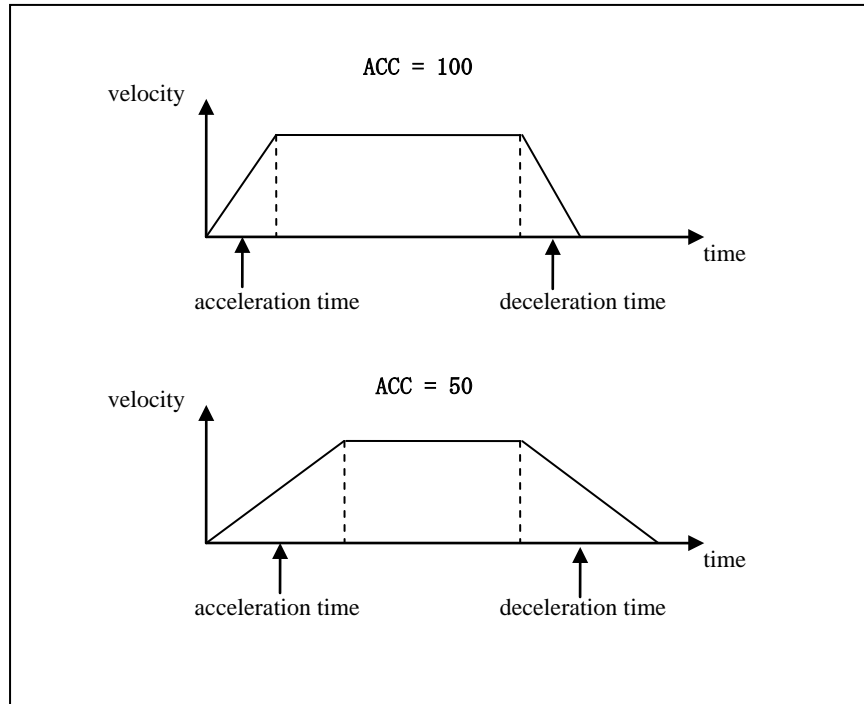 ACC = 100
velocity
time
acceleration time
deceleration time
ACC = 50
velocity
time
acceleration time
deceleration time